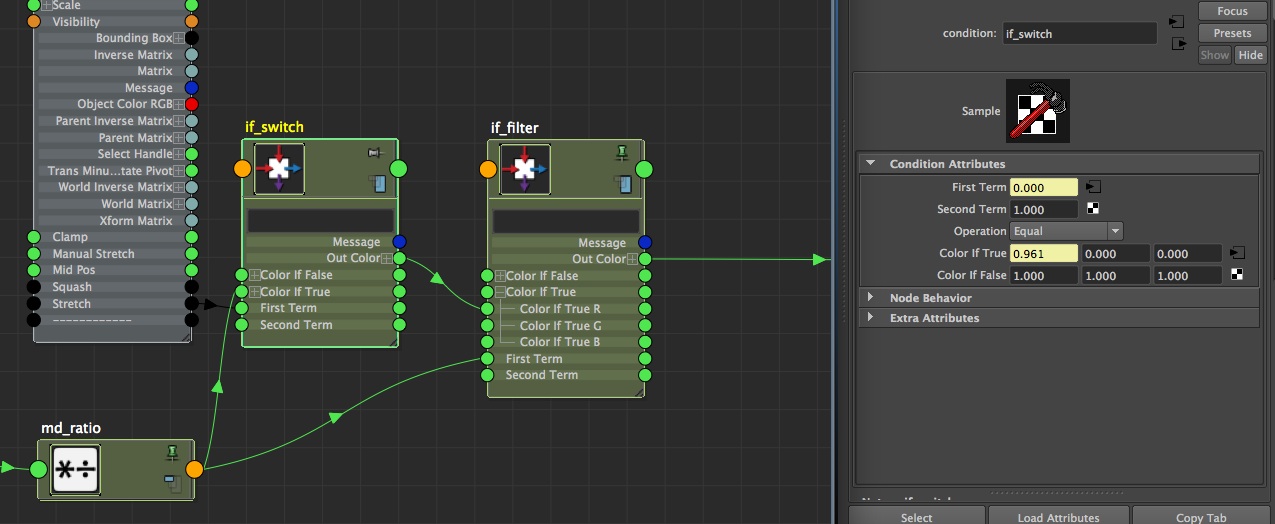 Scale
Visibility
Bounding Box
Inverse Matrix
Matrix
Message
Object Color RGB
Parent Inverse Matrix
Parent Matrix
Select Handle
Trans Minu...tate Pivot
World Inverse Matrix
World Matrix
Xform Matrix
Clamp
Manual Stretch
Mid Pos
Squash
Stretch
------------
if_switch
Message
Out Color
Color If False
Color If True
First Term
Second Term
if_filter
Message
Out Color
Color If False
Color If True
Color If True R
Color If True G
Color If True B
First Term
Second Term
md_ratio
condition: if_switch
Focus
Presets
Show Hide
Sample
Condition Attributes
First Term 0.000
Second Term 1.000
Operation Equal
Color If True 0.961 0.000 0.000
Color If False 1.000 1.000 1.000
Node Behavior
Extra Attributes
Select Load Attributes Copy Tab